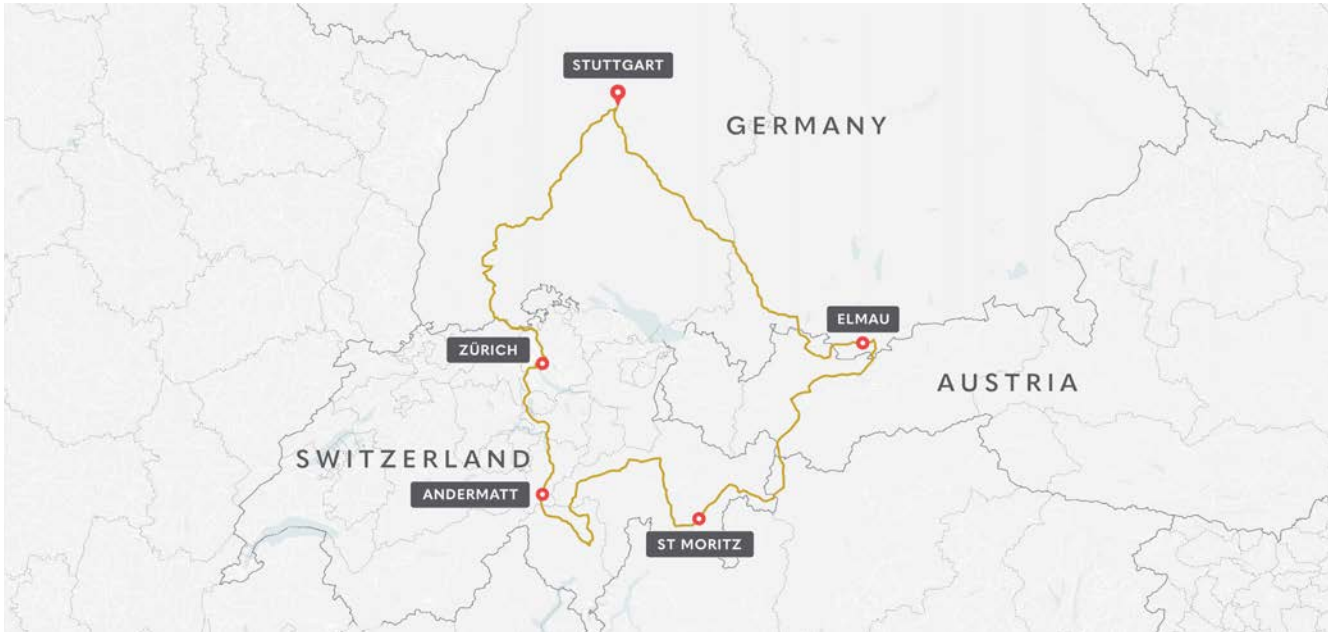 STUTTGART
GERMANY
ELMAU
ZÜRICH
AUSTRIA
SWITZERLAND
ANDERMATT
ST MORITZ